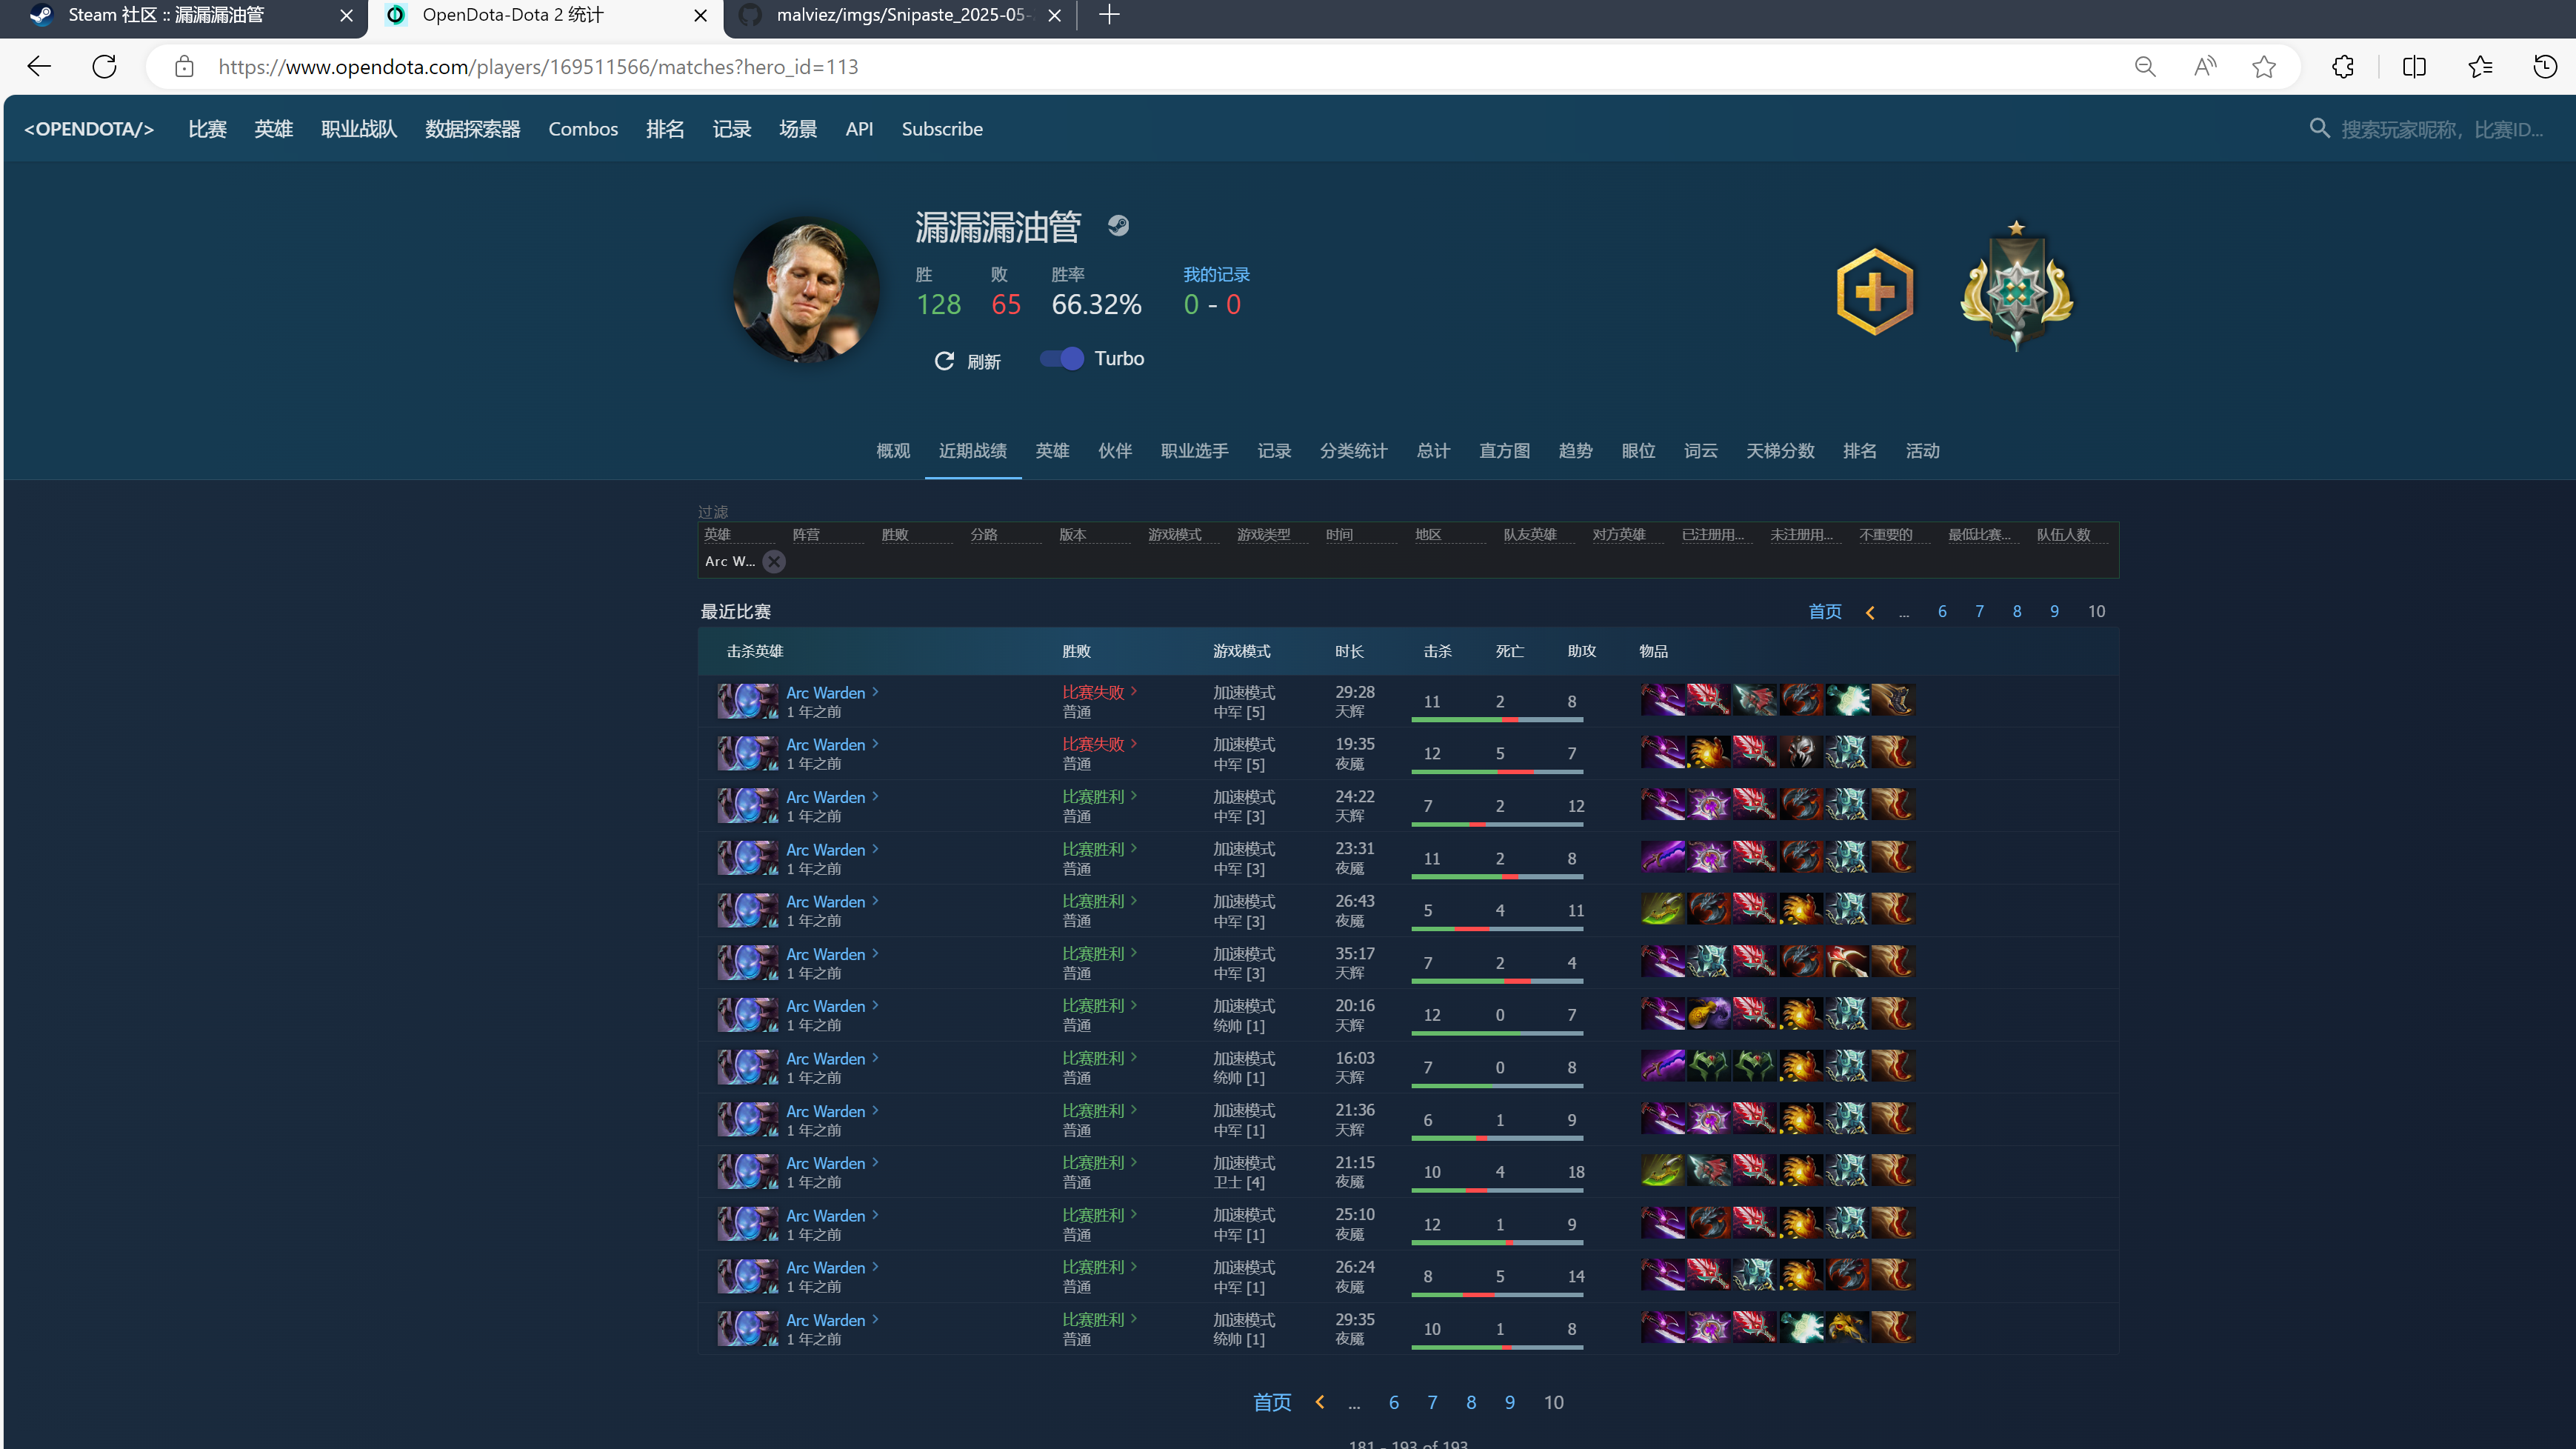 Steam 社区 :: 漏漏漏油管
OpenDota-Dota 2 统计
malviez/imgs/Snipaste_2025-05-
https://www.opendota.com/players/169511566/matches?hero_id=113
<OPENDOTA/> 比赛 英雄 职业战队 数据探索器 Combos 排名 记录 场景 API Subscribe 搜索玩家昵称，比赛ID...
漏漏漏油管
胜 败 胜率 我的记录
128 65 66.32% 0 - 0
刷新 Turbo
概观 近期战绩 英雄 伙伴 职业选手 记录 分类统计 总计 直方图 趋势 眼位 词云 天梯分数 排名 活动
过滤
英雄 阵营 胜败 分路 版本 游戏模式 游戏类型 时间 地区 队友英雄 对方英雄 已注册用... 未注册用... 不重要的 最低比赛... 队伍人数
Arc W...
最近比赛 首页 ... 6 7 8 9 10
击杀英雄 胜败 游戏模式 时长 击杀 死亡 助攻 物品
Arc Warden 比赛失败 加速模式 29:28 11 2 8
1 年之前 普通 中军 [5] 天辉
Arc Warden 比赛失败 加速模式 19:35 12 5 7
1 年之前 普通 中军 [5] 夜魇
Arc Warden 比赛胜利 加速模式 24:22 7 2 12
1 年之前 普通 中军 [3] 天辉
Arc Warden 比赛胜利 加速模式 23:31 11 2 8
1 年之前 普通 中军 [3] 夜魇
Arc Warden 比赛胜利 加速模式 26:43 5 4 11
1 年之前 普通 中军 [3] 夜魇
Arc Warden 比赛胜利 加速模式 35:17 7 2 4
1 年之前 普通 中军 [3] 天辉
Arc Warden 比赛胜利 加速模式 20:16 12 0 7
1 年之前 普通 统帅 [1] 天辉
Arc Warden 比赛胜利 加速模式 16:03 7 0 8
1 年之前 普通 统帅 [1] 天辉
Arc Warden 比赛胜利 加速模式 21:36 6 1 9
1 年之前 普通 中军 [1] 天辉
Arc Warden 比赛胜利 加速模式 21:15 10 4 18
1 年之前 普通 卫士 [4] 夜魇
Arc Warden 比赛胜利 加速模式 25:10 12 1 9
1 年之前 普通 中军 [1] 夜魇
Arc Warden 比赛胜利 加速模式 26:24 8 5 14
1 年之前 普通 中军 [1] 夜魇
Arc Warden 比赛胜利 加速模式 29:35 10 1 8
1 年之前 普通 统帅 [1] 夜魇
首页 ... 6 7 8 9 10
181 - 193 of 193